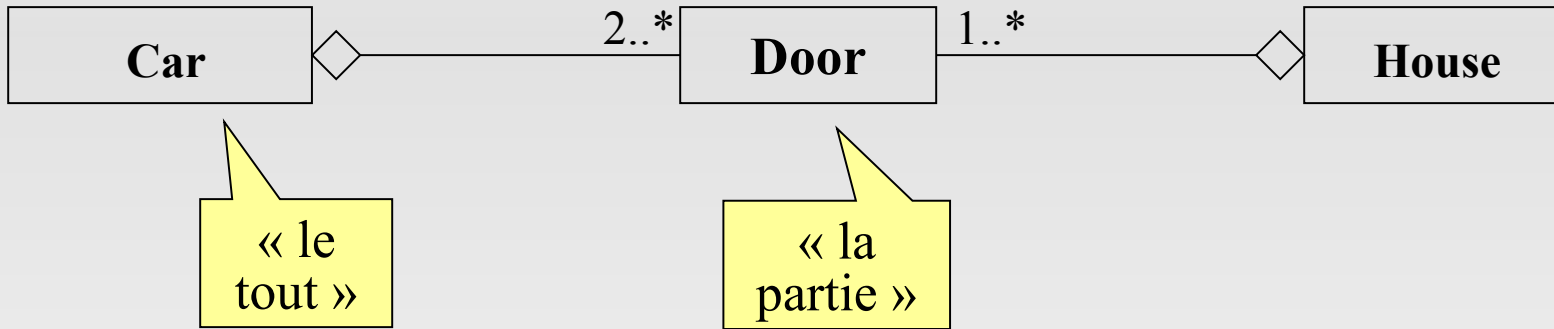 Car 2..* Door 1..* House
« le
tout »
« la
partie »